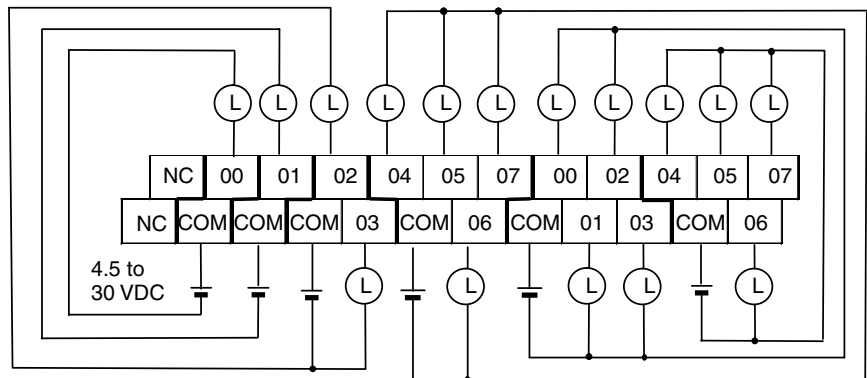 L L L L L L L L L L L
NC 00 01 02 04 05 07 00 02 04 05 07
NC COM COM COM 03 COM 06 COM 01 03 COM 06
4.5 to
30 VDC
L L L L L